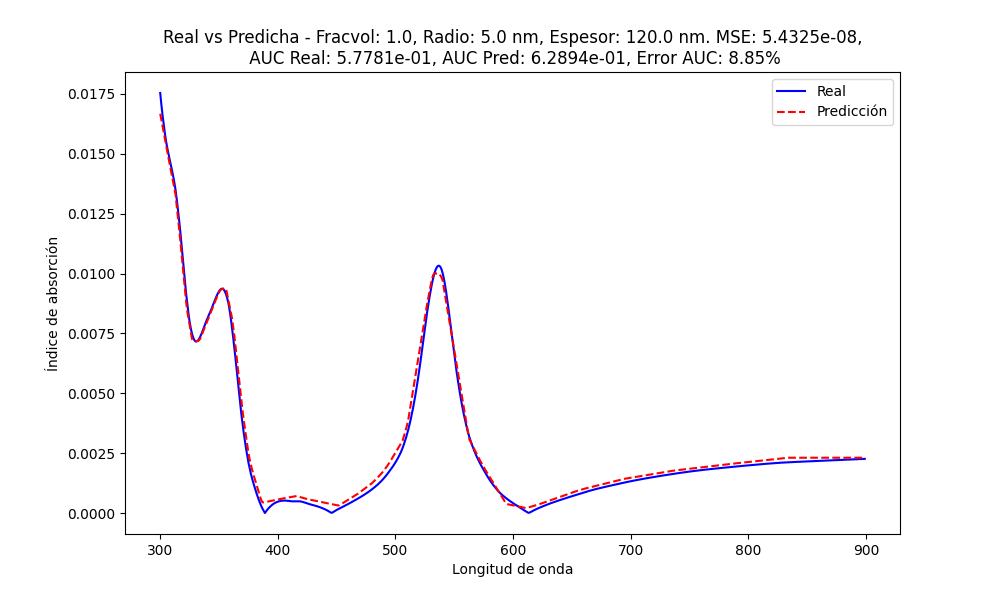 Real vs Predicha - Fracvol: 1.0, Radio: 5.0 nm, Espesor: 120.0 nm. MSE: 5.4325e-08,
AUC Real: 5.7781e-01, AUC Pred: 6.2894e-01, Error AUC: 8.85%
Real
Predicción
0.0175
0.0150
0.0125
0.0100
0.0075
0.0050
0.0025
0.0000
Índice de absorción
300
400
500
600
700
800
900
Longitud de onda